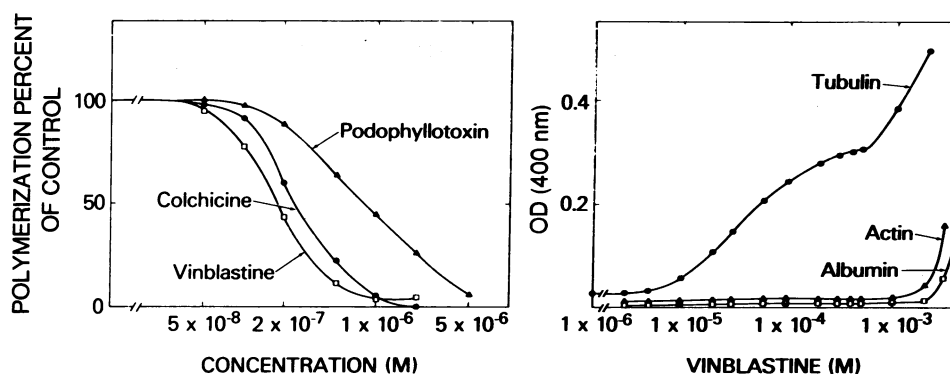 POLYMERIZATION PERCENT
OF CONTROL
100
50
0
Podophyllotoxin
Colchicine
Vinblastine
5 x 10⁻⁸
2 x 10⁻⁷
1 x 10⁻⁶
5 x 10⁻⁶
CONCENTRATION (M)
OD (400 nm)
0.4
0.2
Tubulin
Actin
Albumin
1 x 10⁻⁶
1 x 10⁻⁵
1 x 10⁻⁴
1 x 10⁻³
VINBLASTINE (M)